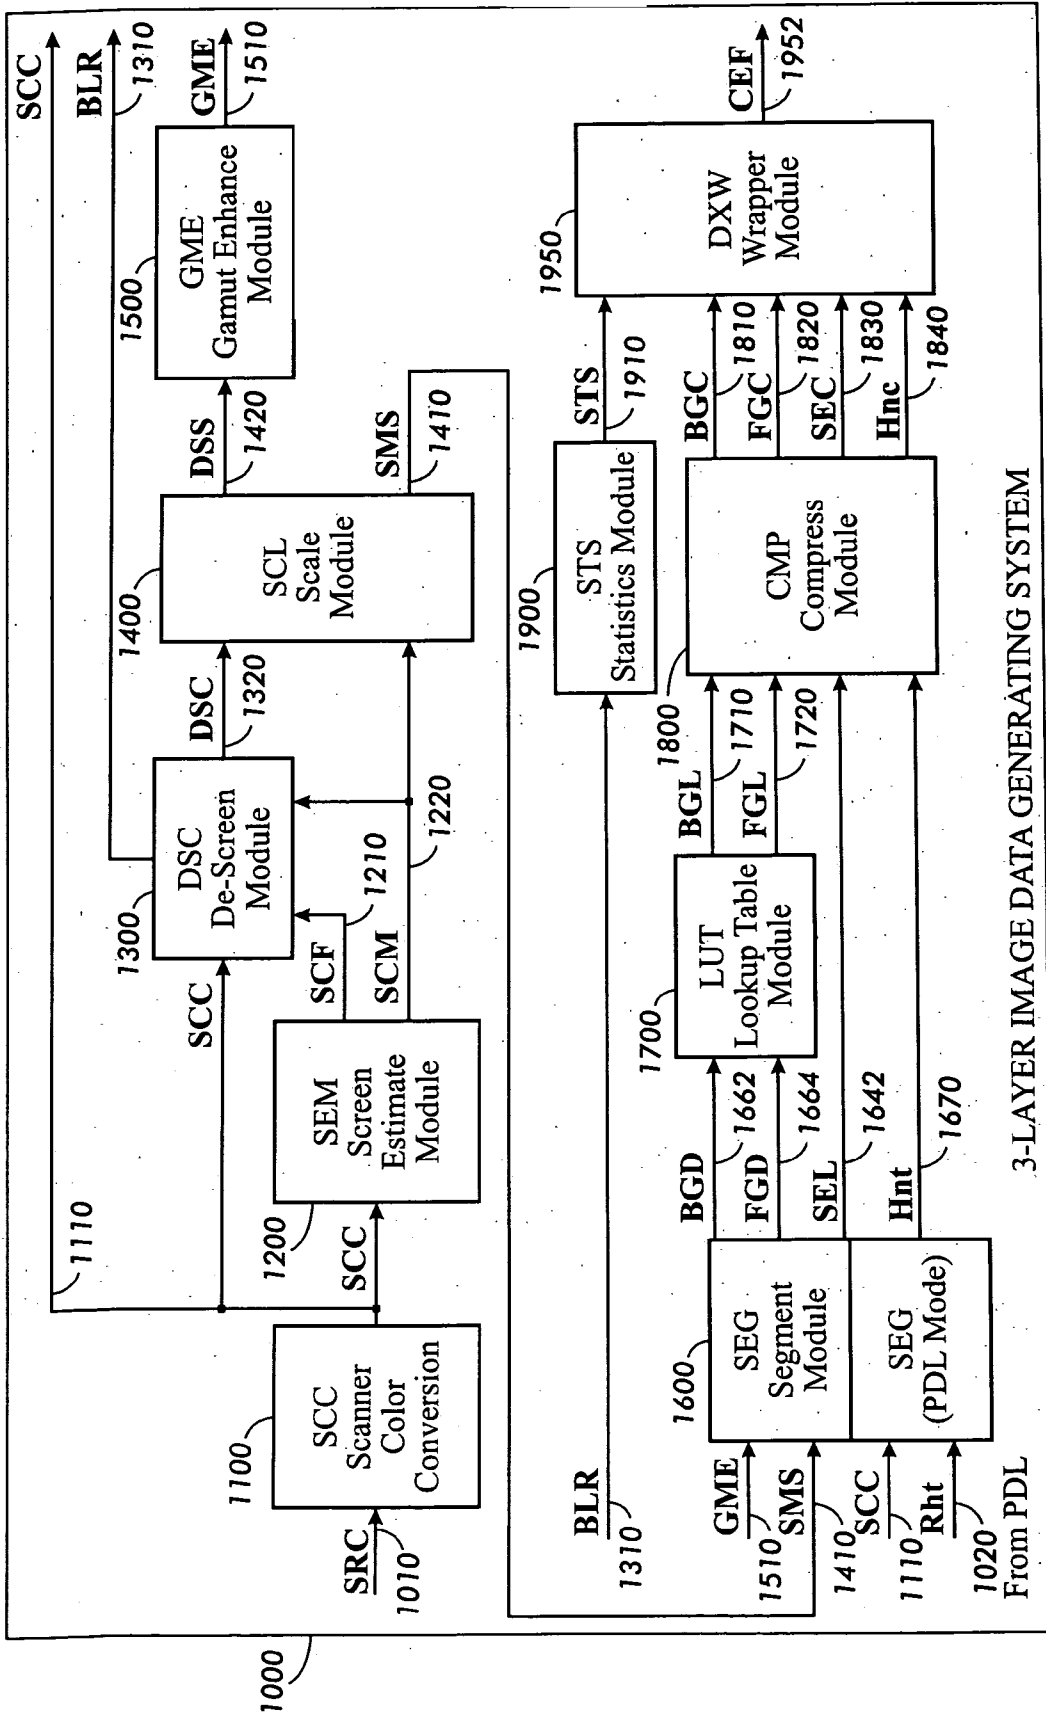 1000
SRC
1010
1100
SCC
Scanner
Color
Conversion
1110
SCC
1200
SEM
Screen
Estimate
Module
SCC
SCF
1210
SCM
1220
1300
DSC
De-Screen
Module
DSC
1320
1400
SCL
Scale
Module
DSS
1420
SMS
1410
1500
GME
Gamut Enhance
Module
SCC
BLR
1310
GME
1510
BLR
1310
1900
STS
Statistics Module
STS
1910
GME
1510
SMS
1410
SCC
1110
Rht
1020
From PDL
1600
SEG
Segment
Module
SEG
(PDL Mode)
BGD
1662
FGD
1664
SEL
1642
Hnt
1670
1700
LUT
Lookup Table
Module
BGL
1710
FGL
1720
1800
CMP
Compress
Module
BGC
1810
FGC
1820
SEC
1830
Hnc
1840
1950
DXW
Wrapper
Module
CEF
1952
3-LAYER IMAGE DATA GENERATING SYSTEM